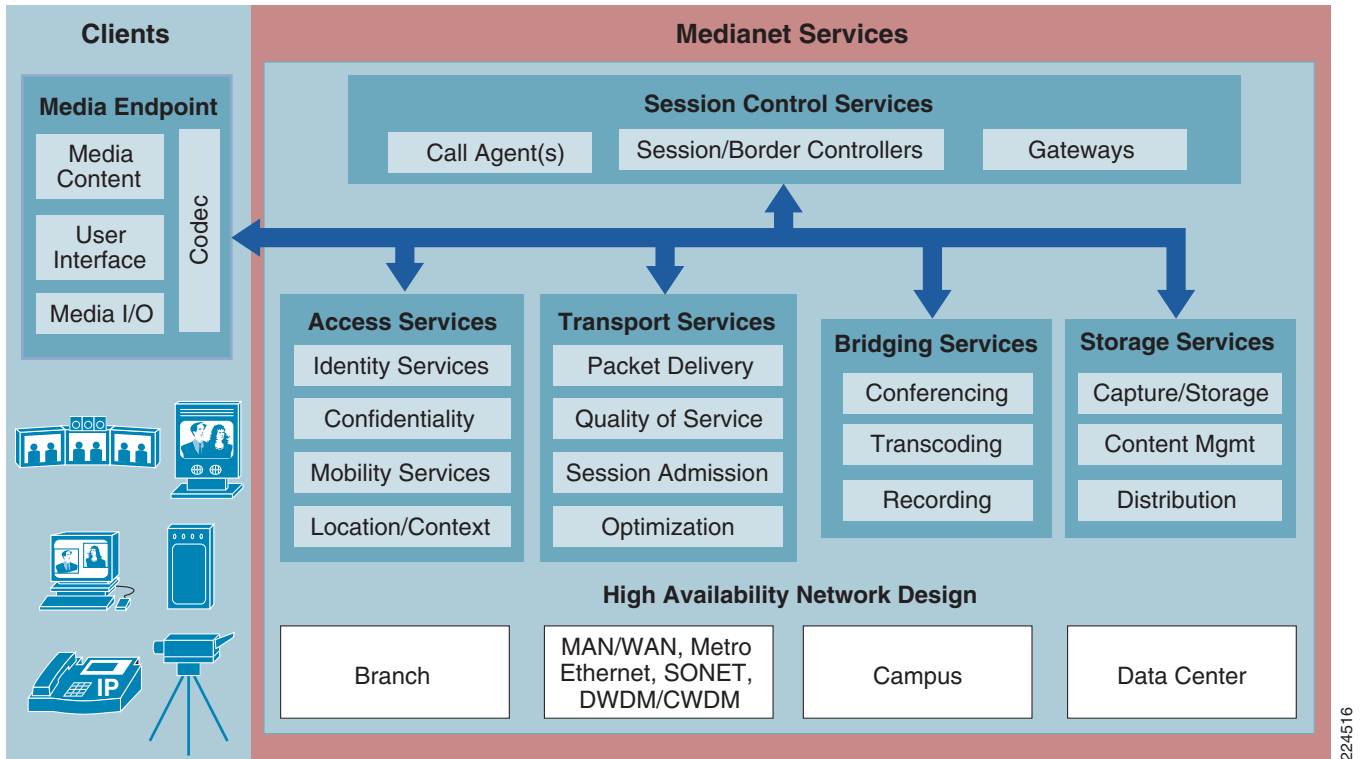 Clients
Medianet Services
Media Endpoint
Media
Content
User
Interface
Media I/O
Codec
Session Control Services
Call Agent(s)
Session/Border Controllers
Gateways
Access Services
Identity Services
Confidentiality
Mobility Services
Location/Context
Transport Services
Packet Delivery
Quality of Service
Session Admission
Optimization
Bridging Services
Conferencing
Transcoding
Recording
Storage Services
Capture/Storage
Content Mgmt
Distribution
IP
High Availability Network Design
Branch
MAN/WAN, Metro
Ethernet, SONET,
DWDM/CWDM
Campus
Data Center
224516